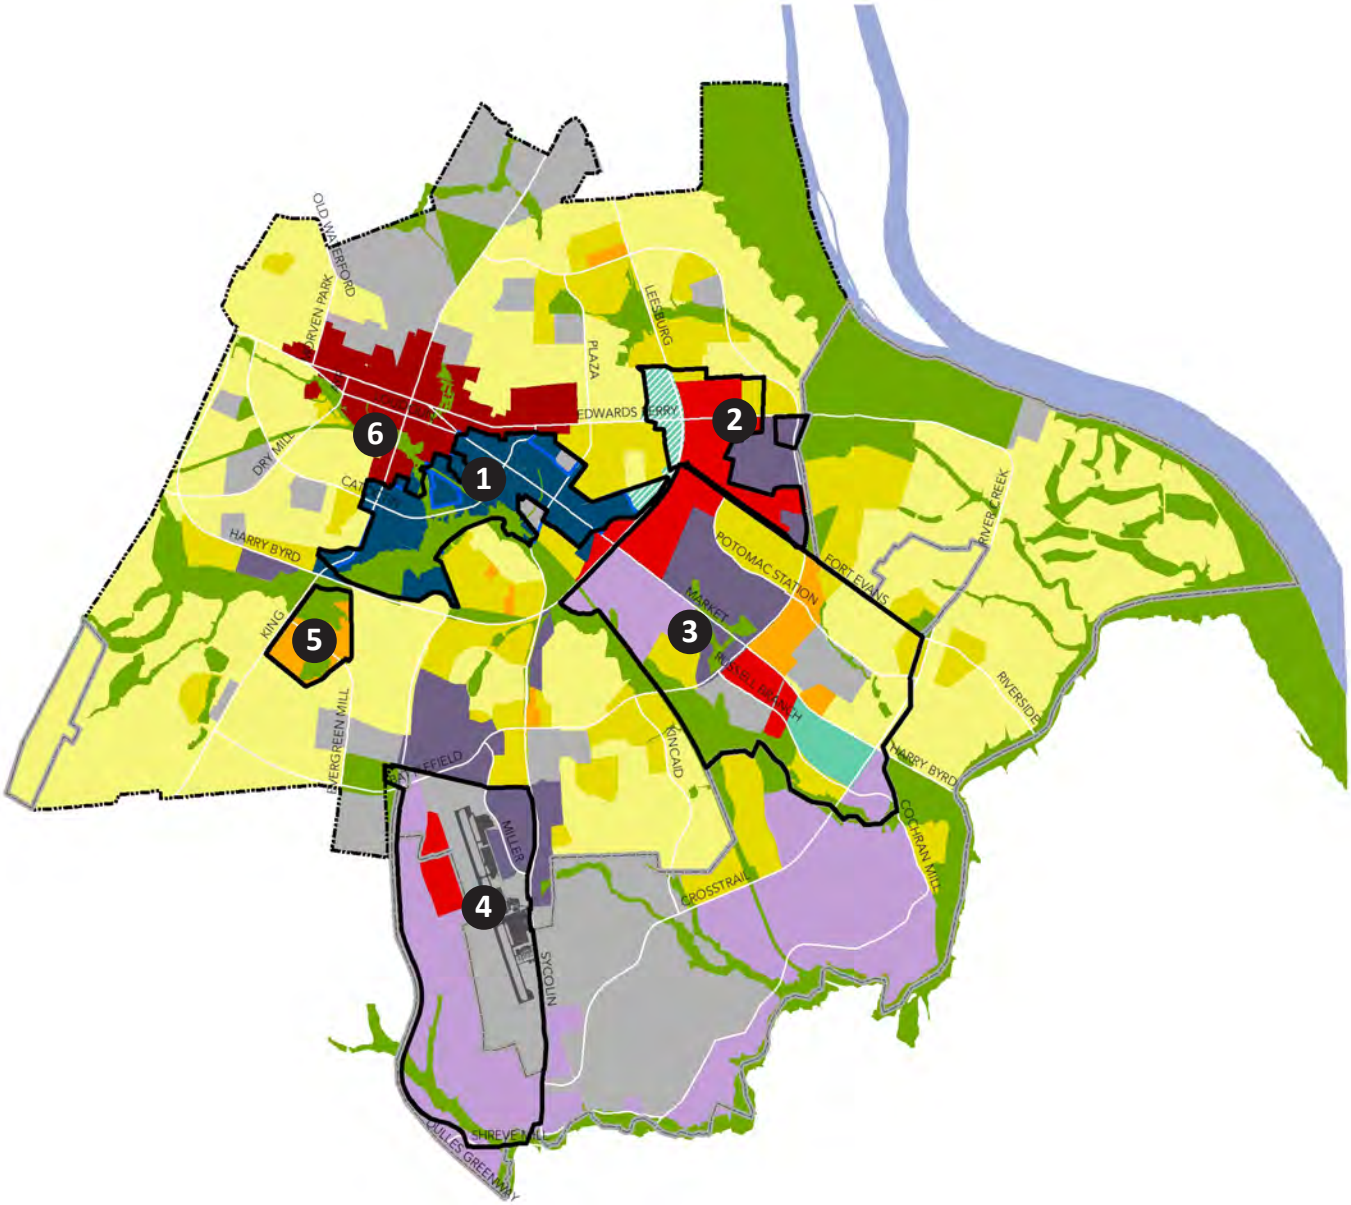 OLD WATERFORD
MORVEN PARK
LEESBURG
PLAZA
EDWARDS FERRY
2
6
DRY MILL
1
RIVER CREEK
HARRY BYRD
POTOMAC STATION
FORT EVANS
MARKET
KING
5
3
RUSSELL BRANCH
RIVERSIDE
EVERGREEN MILL
KINCAID
HARRY BYRD
BATTLEFIELD
MILLER
COCHRAN MILL
CROSSTRAIL
4
SYCOLIN
SHREVE MILL
DULLES GREENWAY